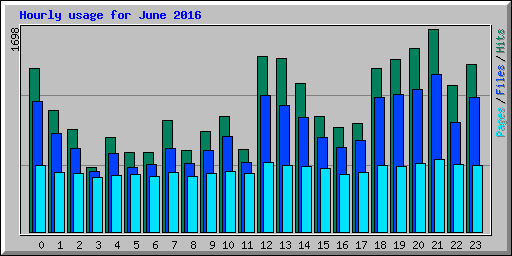 Hourly usage for June 2016
1698
Pages/Files/Hits
0 1 2 3 4 5 6 7 8 9 10 11 12 13 14 15 16 17 18 19 20 21 22 23